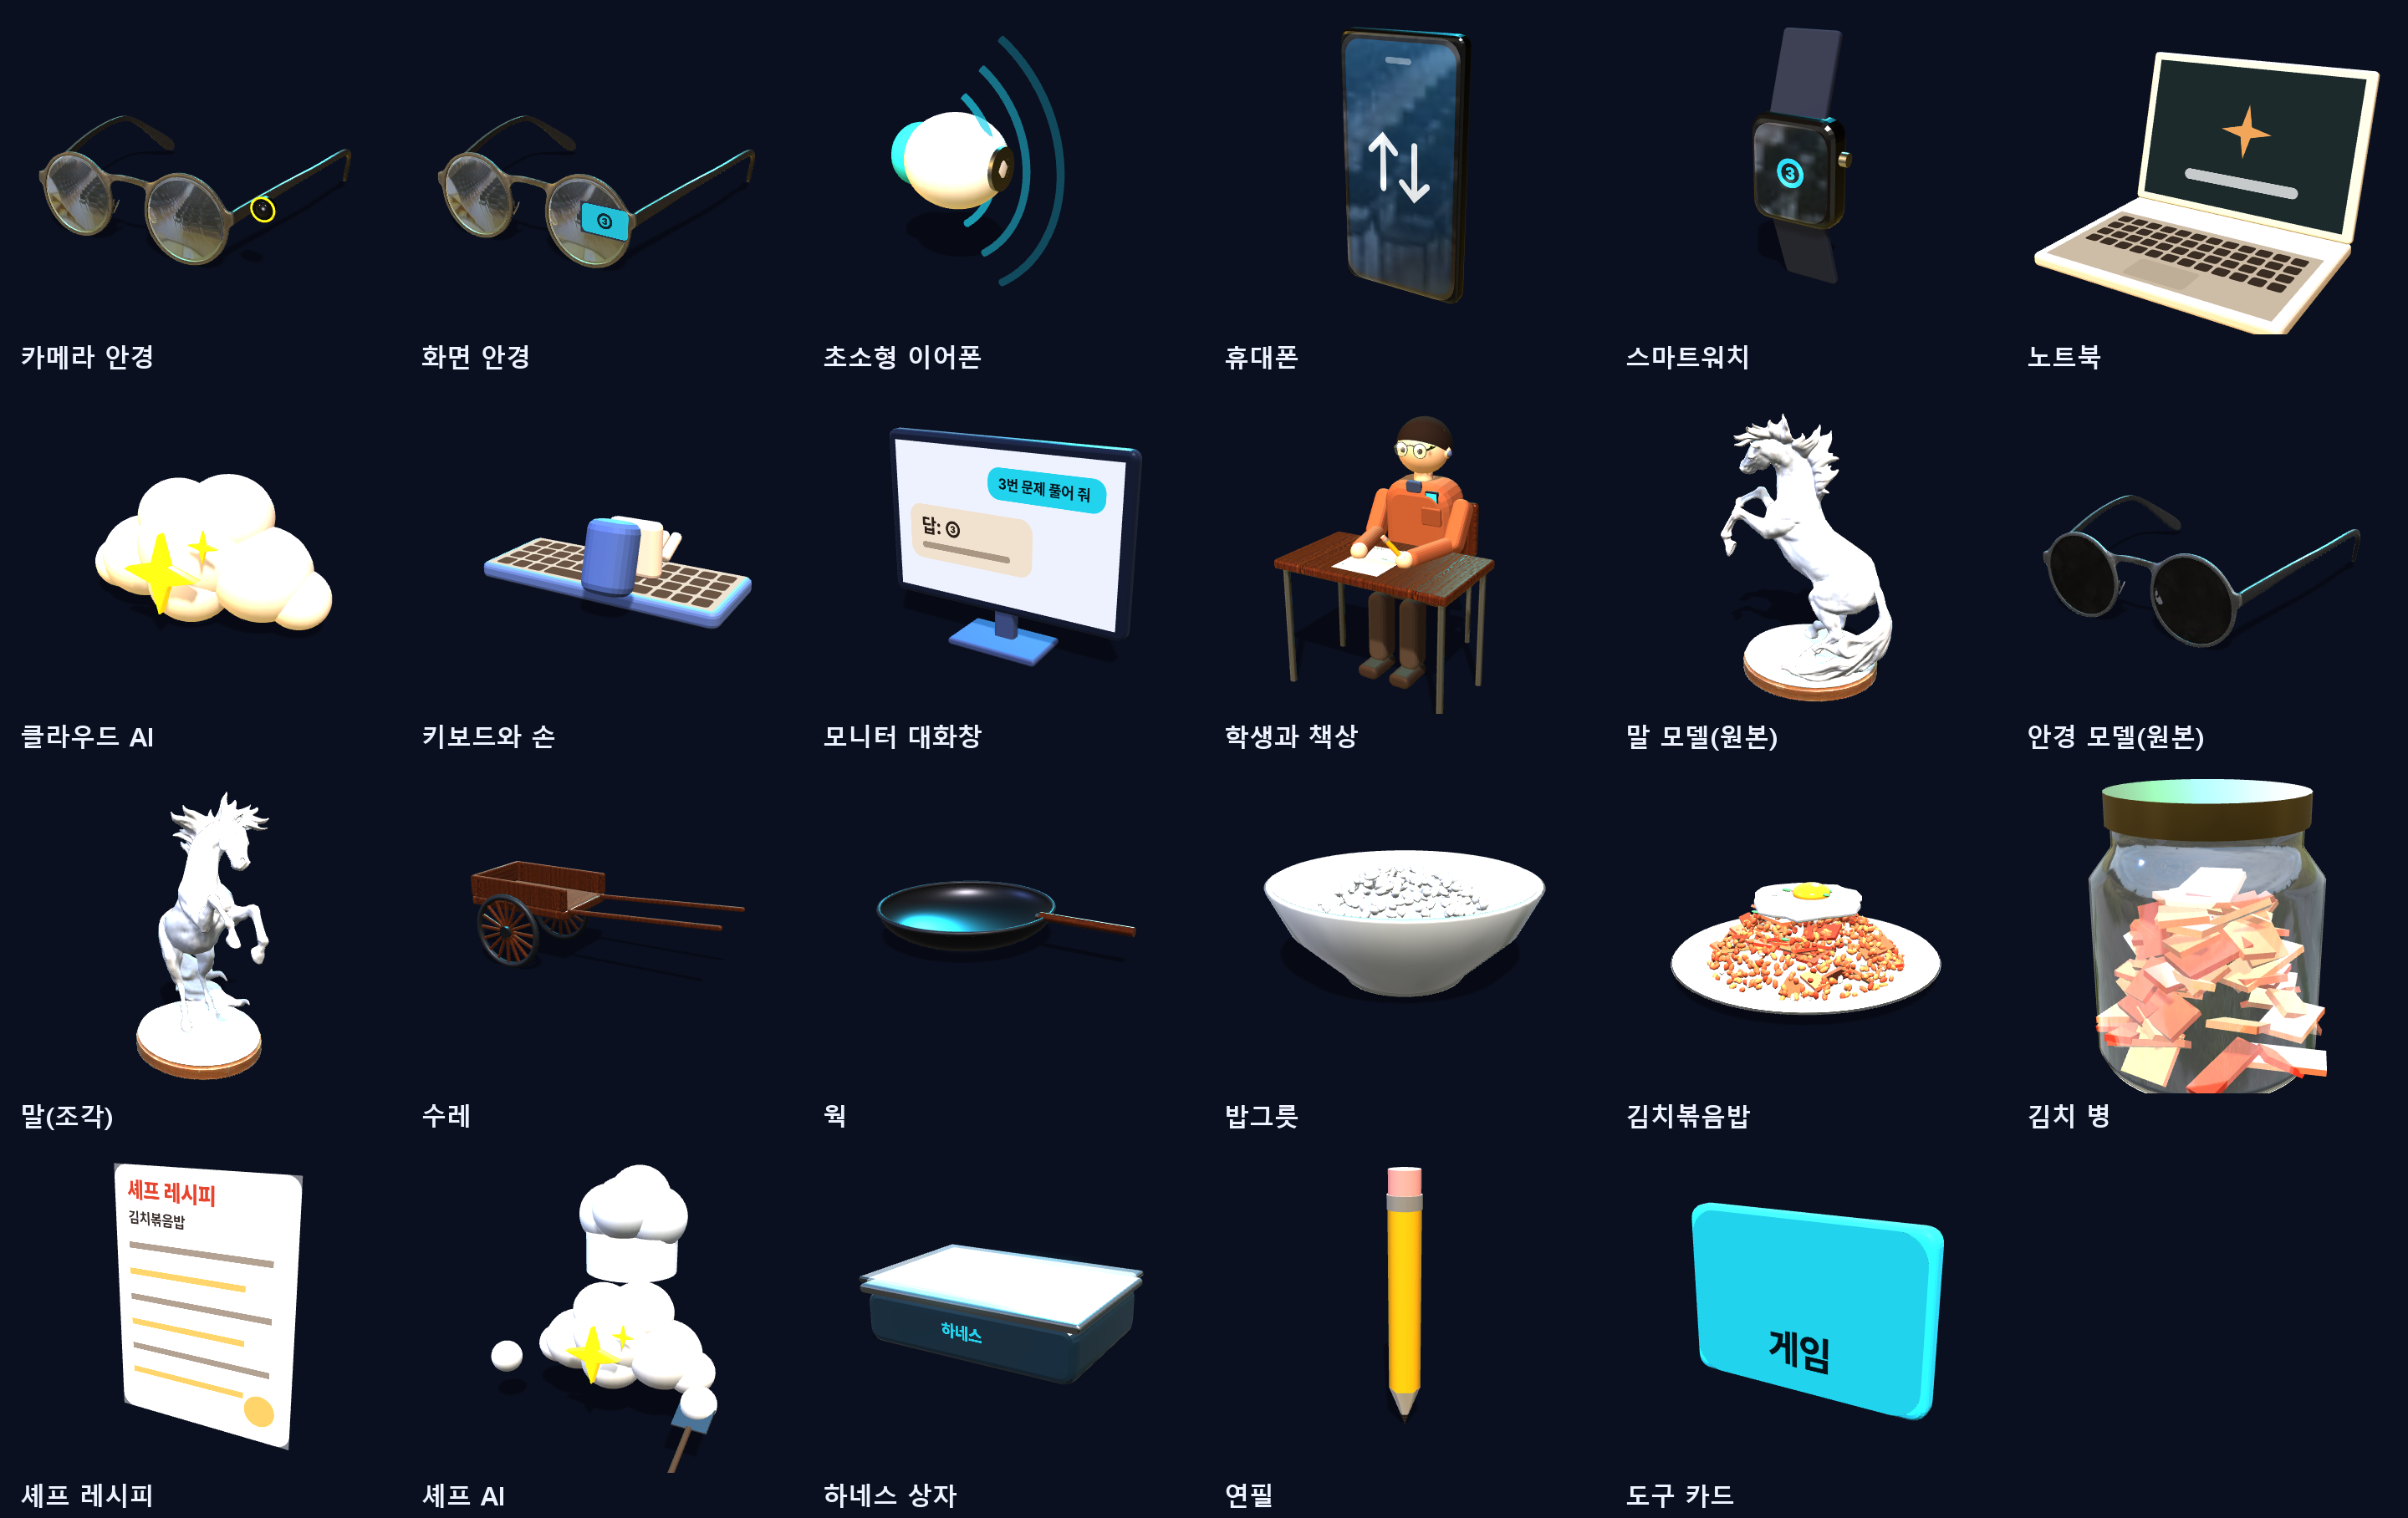 ③
③
카메라 안경
화면 안경
초소형 이어폰
휴대폰
스마트워치
노트북
3번 문제 풀어 줘
답: ③
클라우드 AI
키보드와 손
모니터 대화창
학생과 책상
말 모델(원본)
안경 모델(원본)
말(조각)
수레
웍
밥그릇
김치볶음밥
김치 병
셰프 레시피
김치볶음밥
하네스
게임
셰프 레시피
셰프 AI
하네스 상자
연필
도구 카드